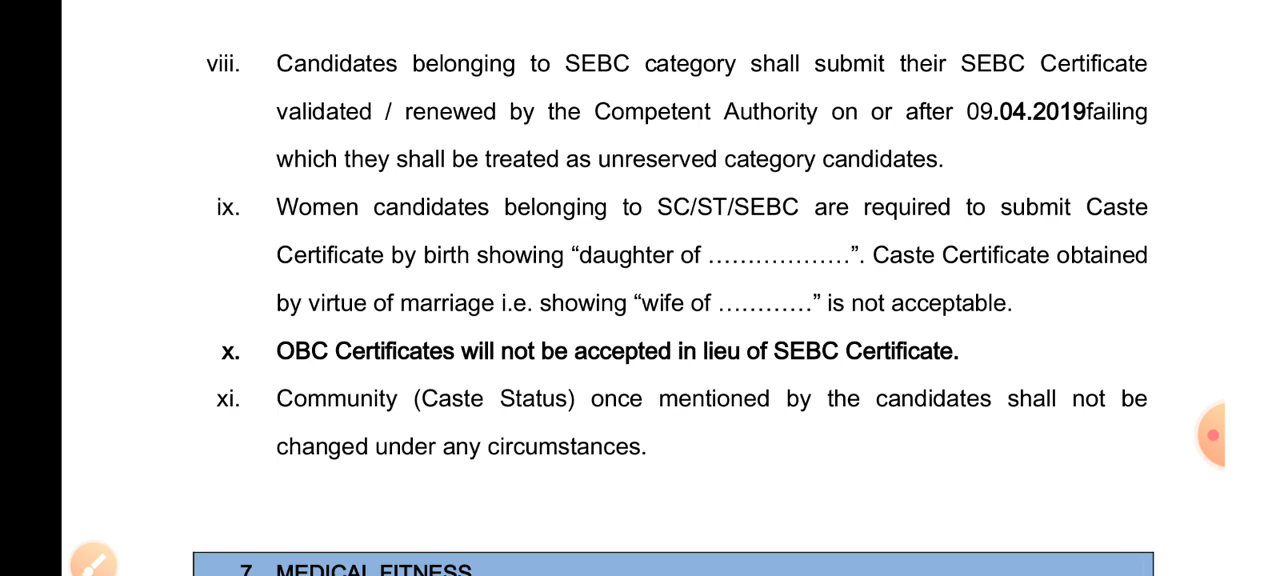 viii. Candidates belonging to SEBC category shall submit their SEBC Certificate
validated / renewed by the Competent Authority on or after 09.04.2019failing
which they shall be treated as unreserved category candidates.
ix. Women candidates belonging to SC/ST/SEBC are required to submit Caste
Certificate by birth showing “daughter of ………………..”. Caste Certificate obtained
by virtue of marriage i.e. showing “wife of …………” is not acceptable.
x. OBC Certificates will not be accepted in lieu of SEBC Certificate.
xi. Community (Caste Status) once mentioned by the candidates shall not be
changed under any circumstances.
7 MEDICAL FITNESS